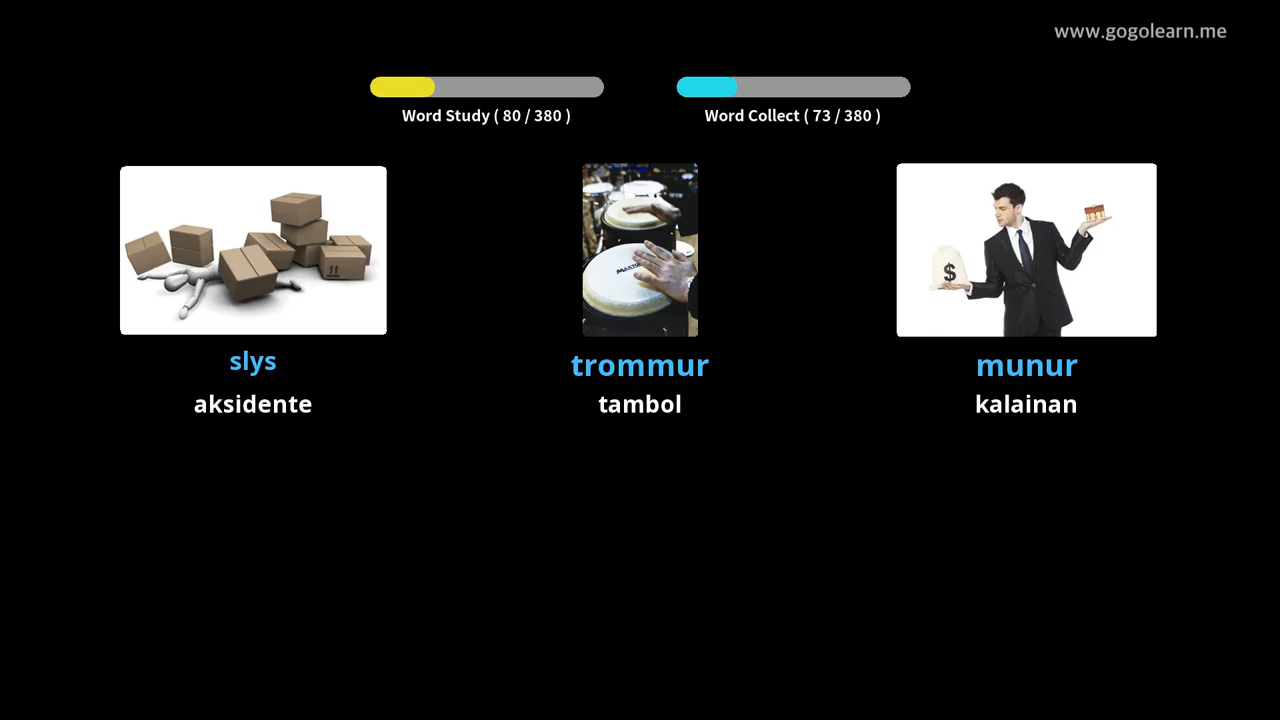 www.gogolearn.me
Word Study ( 80 / 380 )
Word Collect ( 73 / 380 )
$
slys
trommur
munur
aksidente
tambol
kalainan